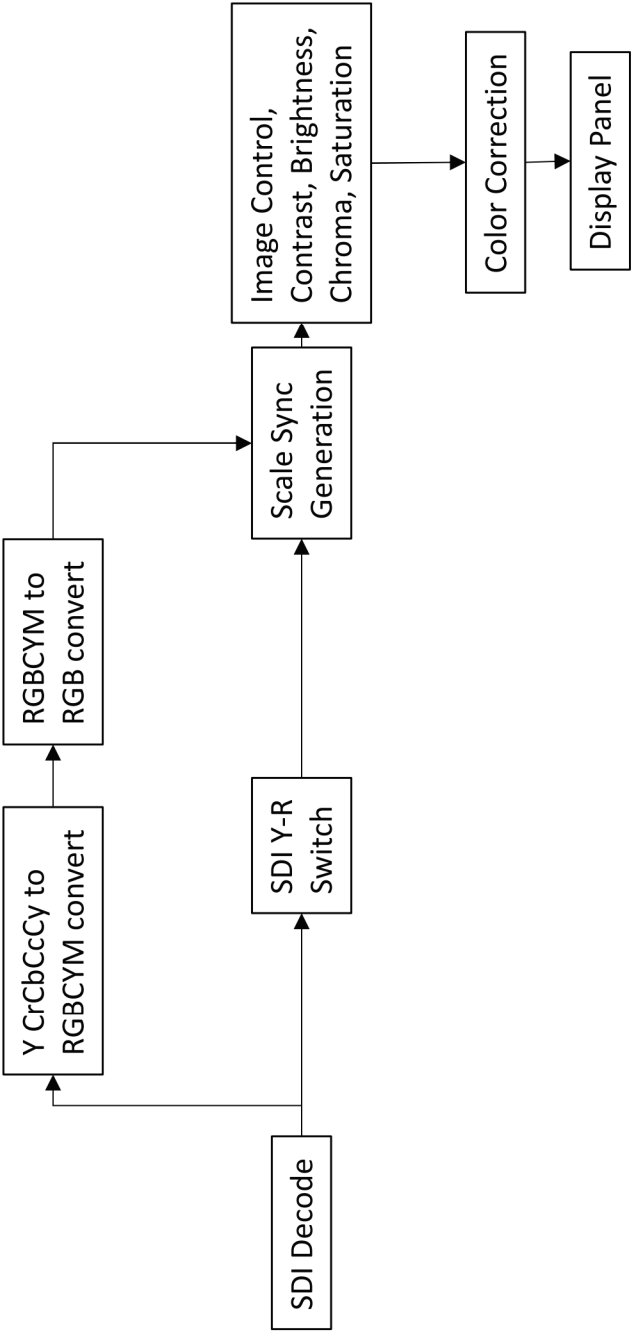 SDI Decode
Y CrCbCcCy to
RGBCYM convert
RGBCYM to
RGB convert
SDI Y-R
Switch
Scale Sync
Generation
Image Control,
Contrast, Brightness,
Chroma, Saturation
Color Correction
Display Panel